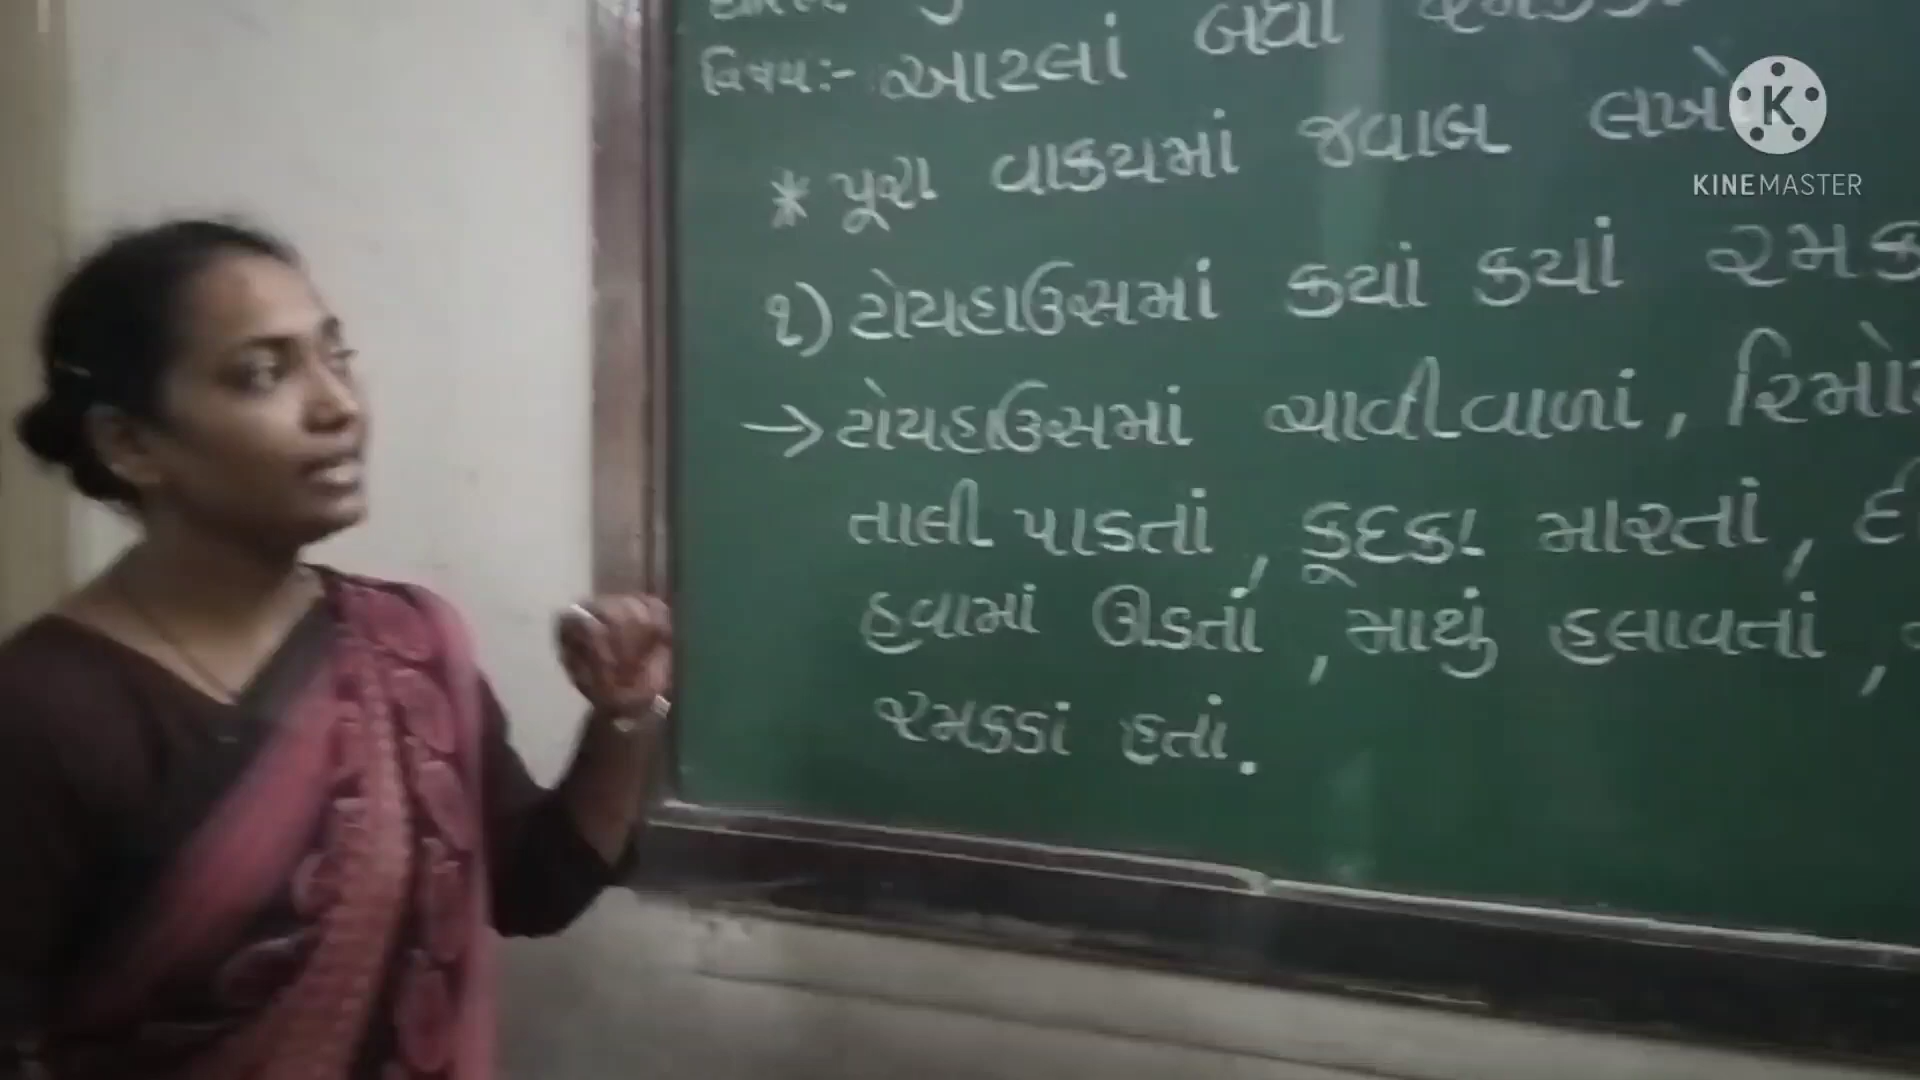 વિષય:- આટલાં બધાં
* પૂરા વાક્યમાં જવાબ લખો
KINEMASTER
૧) ટોયહાઉસમાં કયાં કયાં રમક
→ ટોયહાઉસમાં ચાવીવાળાં, રિમો
તાલી પાડતાં, કૂદકા મારતાં,
હવામાં ઊડતાં, માથું હલાવતાં,
રમકડાં હતાં.